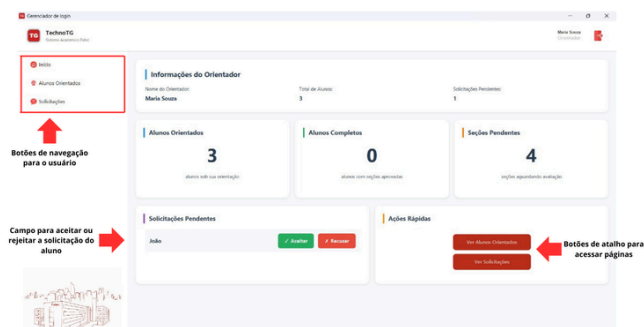 Gerenciador de login
TG
TechnoTG
Sistema Acadêmico Fatec
Maria Souza
Orientador
Início
Alunos Orientados
Solicitações
Botões de navegação
para o usuário
Informações do Orientador
Nome do Orientador
Total de Alunos
Solicitações Pendentes
Maria Souza
3
1
Alunos Orientados
3
alunos sob sua orientação
Alunos Completos
0
alunos com seções aprovadas
Seções Pendentes
4
seções aguardando avaliação
Campo para aceitar ou
rejeitar a solicitação do
aluno
Solicitações Pendentes
João
✓ Aceitar
✗ Recusar
Ações Rápidas
Ver Alunos Orientados
Ver Solicitações
Botões de atalho para
acessar páginas